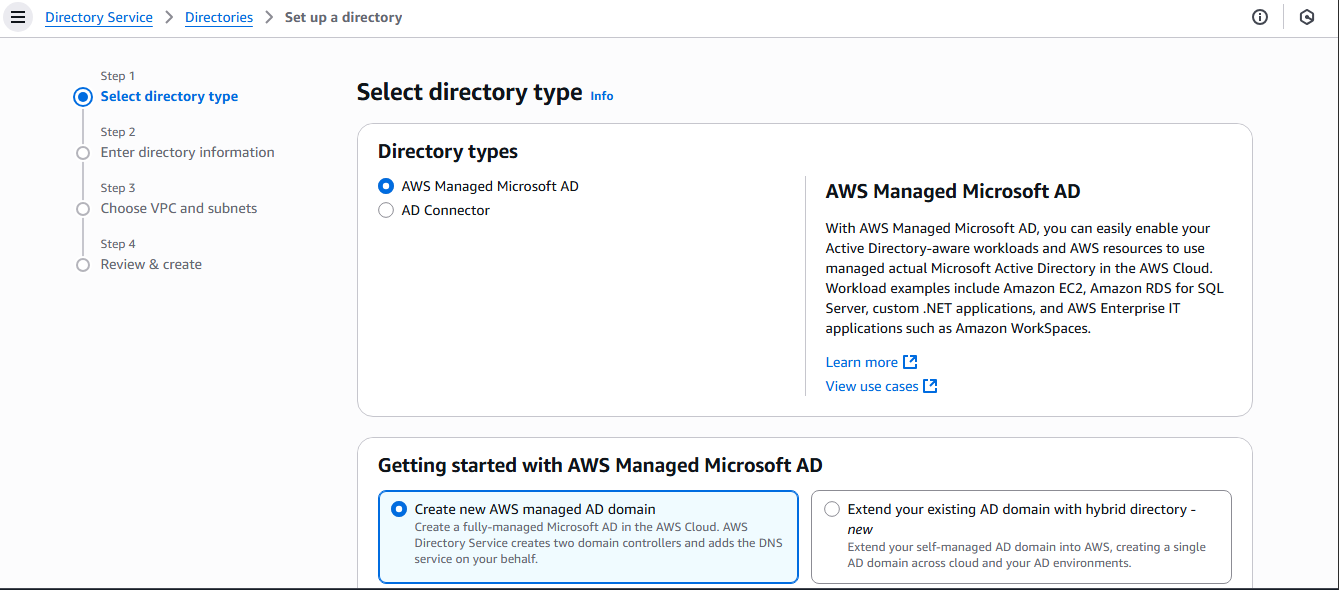 Directory Service > Directories > Set up a directory
Step 1
Select directory type
Step 2
Enter directory information
Step 3
Choose VPC and subnets
Step 4
Review & create
Select directory type Info
Directory types
AWS Managed Microsoft AD
AD Connector
AWS Managed Microsoft AD
With AWS Managed Microsoft AD, you can easily enable your
Active Directory-aware workloads and AWS resources to use
managed actual Microsoft Active Directory in the AWS Cloud.
Workload examples include Amazon EC2, Amazon RDS for SQL
Server, custom .NET applications, and AWS Enterprise IT
applications such as Amazon WorkSpaces.
Learn more
View use cases
Getting started with AWS Managed Microsoft AD
Create new AWS managed AD domain
Create a fully-managed Microsoft AD in the AWS Cloud. AWS
Directory Service creates two domain controllers and adds the DNS
service on your behalf.
Extend your existing AD domain with hybrid directory -
new
Extend your self-managed AD domain into AWS, creating a single
AD domain across cloud and your AD environments.